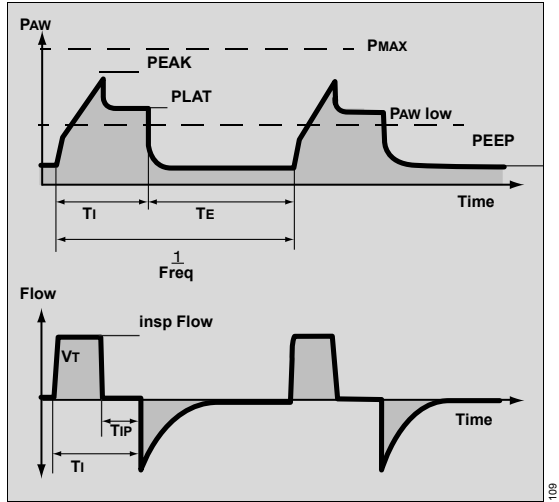 PAW
PMAX
PEAK
PLAT
PAW low
PEEP
Time
TI
TE
1
Freq
Flow
insp Flow
VT
Time
TIP
TI
109